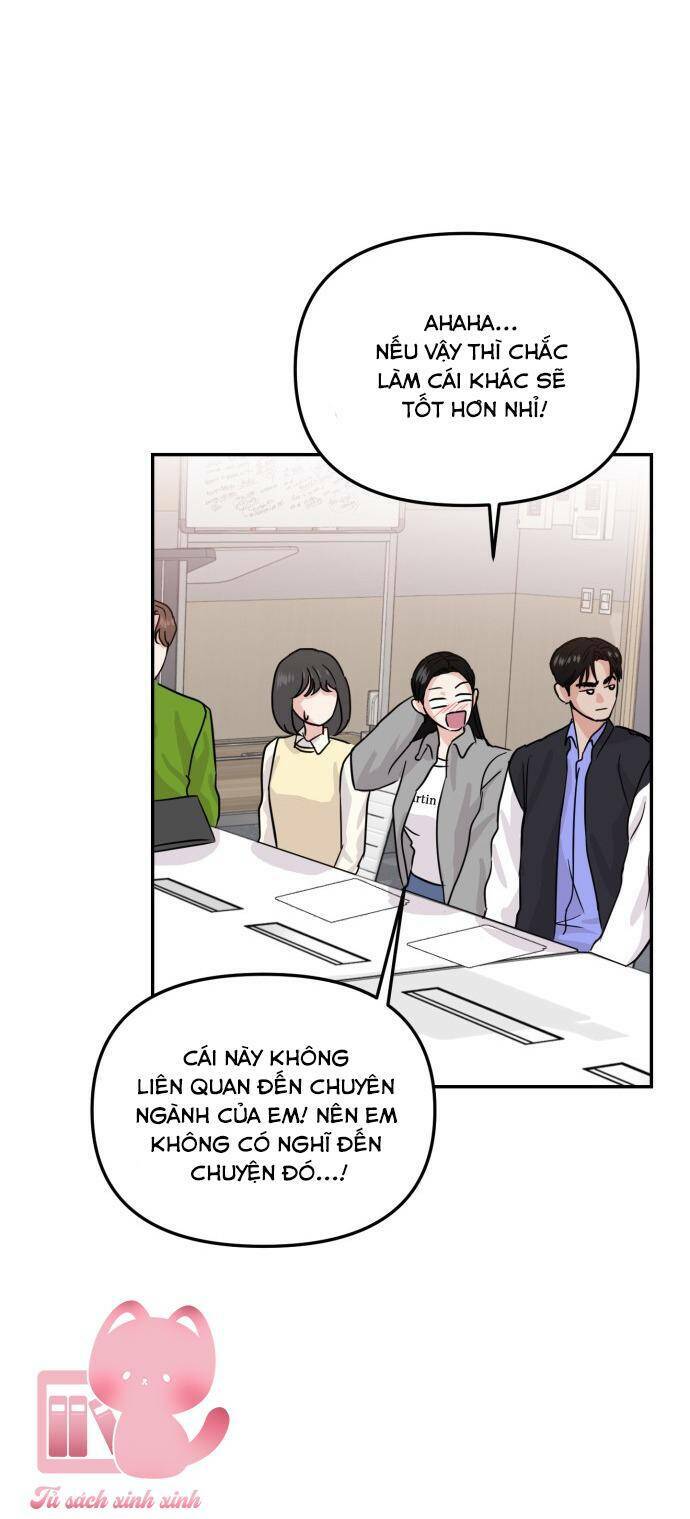 AHAHA...
NẾU VẬY THÌ CHẮC
LÀM CÁI KHÁC SẼ
TỐT HƠN NHỈ!
rtin
CÁI NÀY KHÔNG
LIÊN QUAN ĐẾN CHUYÊN
NGÀNH CỦA EM! NÊN EM
KHÔNG CÓ NGHĨ ĐẾN
CHUYỆN ĐÓ...!
Tủ sách xinh xinh